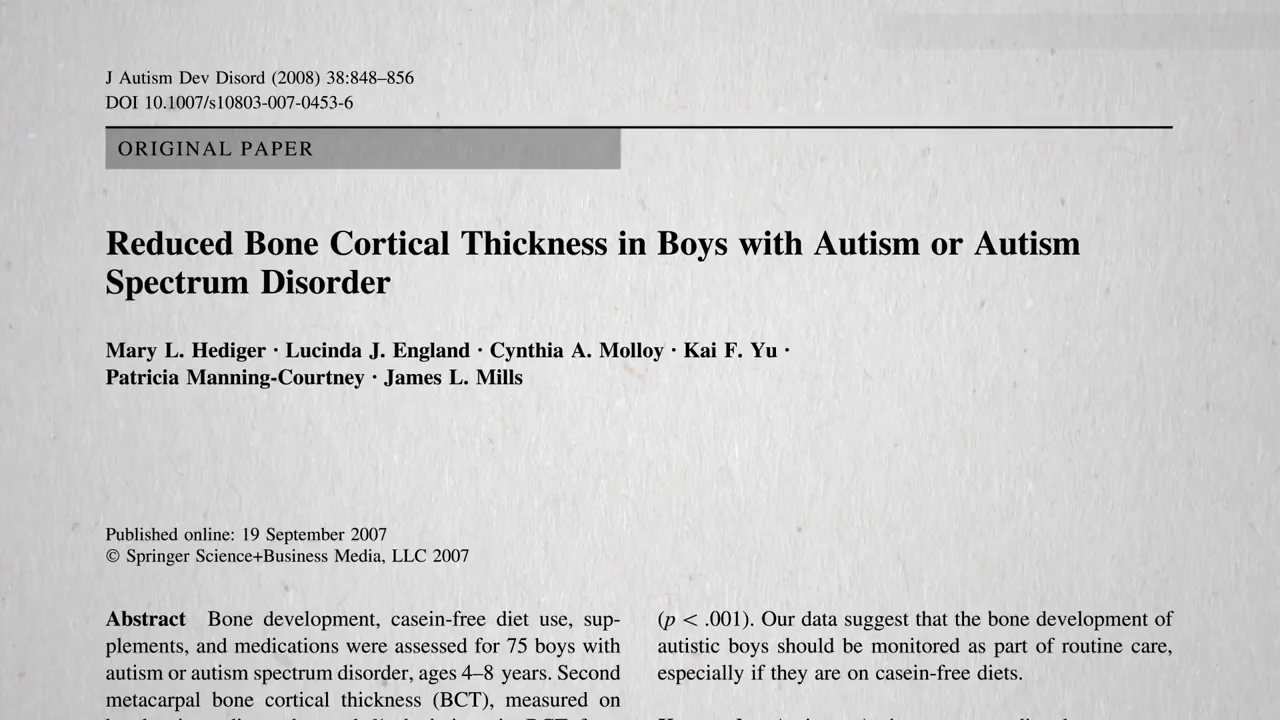 J Autism Dev Disord (2008) 38:848–856
DOI 10.1007/s10803-007-0453-6
ORIGINAL PAPER
Reduced Bone Cortical Thickness in Boys with Autism or Autism
Spectrum Disorder
Mary L. Hediger · Lucinda J. England · Cynthia A. Molloy · Kai F. Yu ·
Patricia Manning-Courtney · James L. Mills
Published online: 19 September 2007
© Springer Science+Business Media, LLC 2007
Abstract Bone development, casein-free diet use, sup-
plements, and medications were assessed for 75 boys with
autism or autism spectrum disorder, ages 4–8 years. Second
metacarpal bone cortical thickness (BCT), measured on
(p < .001). Our data suggest that the bone development of
autistic boys should be monitored as part of routine care,
especially if they are on casein-free diets.